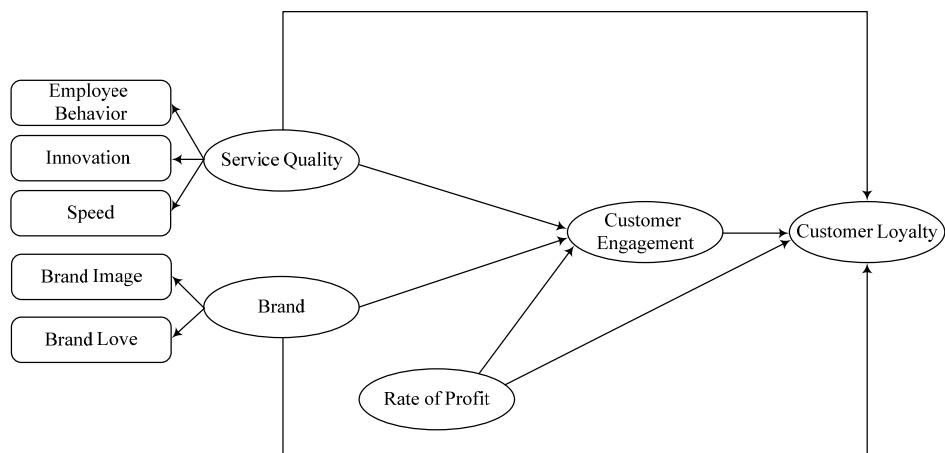 Employee
Behavior
Innovation
Speed
Service Quality
Brand Image
Brand Love
Brand
Customer
Engagement
Customer Loyalty
Rate of Profit